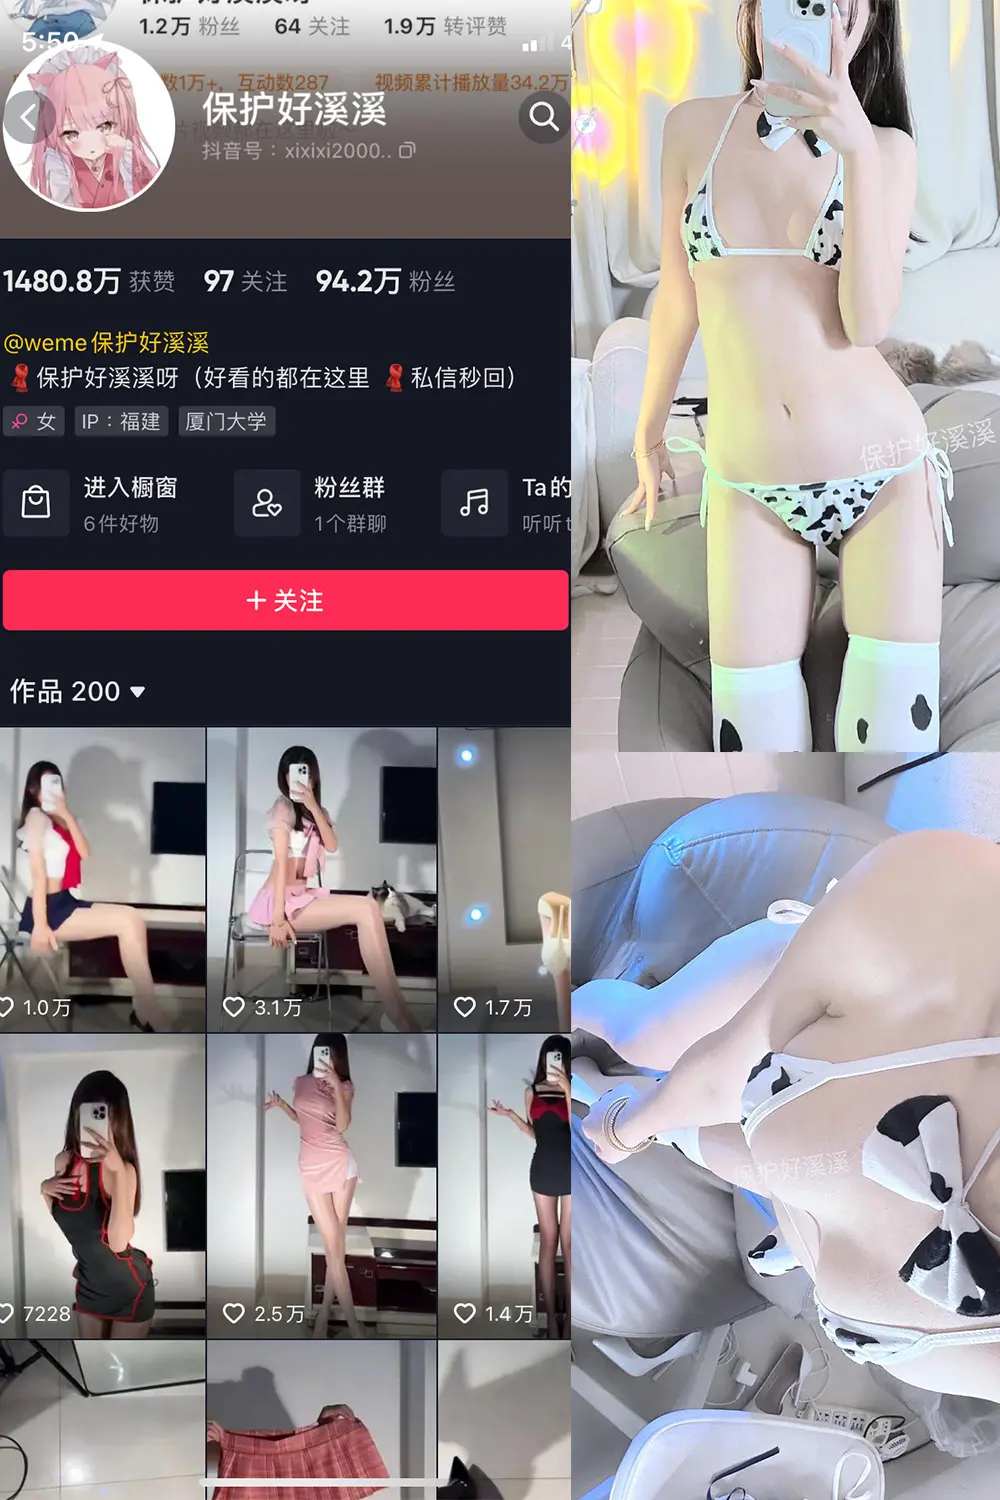 1.2万 粉丝 64 关注 1.9万 转评赞
5:50
4
数1万+，互动数287 视频累计播放量34.2万
保护好溪溪
抖音号：xixixi2000..
1480.8万 获赞 97 关注 94.2万 粉丝
@weme保护好溪溪
保护好溪溪呀（好看的都在这里 私信秒回）
女 IP：福建 厦门大学
进入橱窗 粉丝群 Ta的
6件好物 1个群聊 听听t
+ 关注
作品 200
1.0万 3.1万 1.7万
7228 2.5万 1.4万
保护好溪溪
保护好溪溪